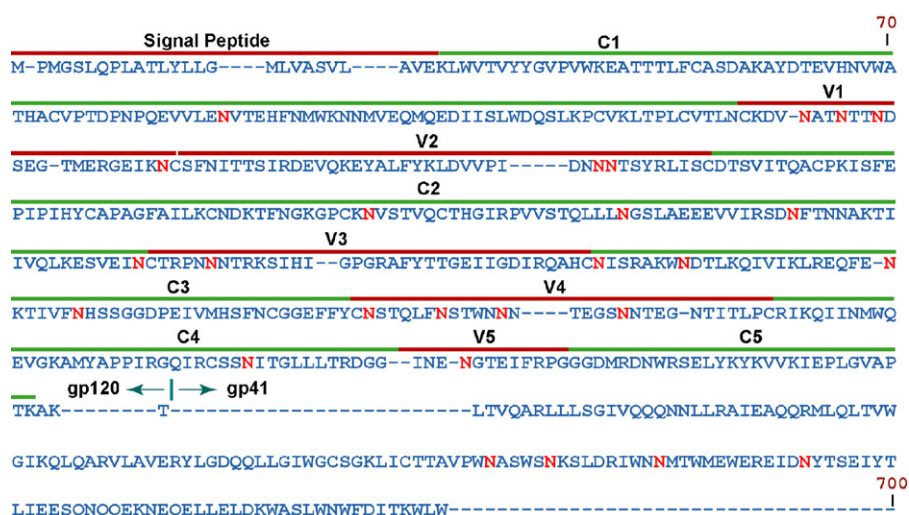 70
Signal Peptide C1
M-PMGSLQPLATLYLLG----MLVASVL----AVEKLWVTVYYGVPVWKEATTTLFCASDAKAYDTEVHNVWA
V1
THACVPTDPNPQEVVLENVTEHFNMWKNNMVEQMQEDIISLWDQSLKPCVKLTPLCVTLNCKDV-NATNTTND
V2
SEG-TMERGEIKNCSFNITTSIRDEVQKEYALFYKLDVVPI-----DNNNTSYRLISCDTSVITQACPKISFE
C2
PIPIHYCAPAGFAILKCNDKTFNGKGPCKNVSTVQCTHGIRPVVSTQLLLNGSLAEEEVVIRSDNFTNNAKTI
V3
IVQLKESVEINCTRPNNNTRKSIHI--GPGRAFYTTGEIIGDIRQAHCNISRAKWNDTLKQIVIKLREQFE-N
C3 V4
KTIVFNHSSGGDPEIVMHSFNCGGEFFYCNSTQLFNSTWNNN----TEGSNNTEG-NTITLPCRIKQIINMWQ
C4 V5 C5
EVGKAMYAPPIRGQIRCSSNITGLLLTRDGG--INE-NGTEIFRPGGGDMRDNWRSELYKYKVVKIEPLGVAP
gp120 gp41
TKAK--------T-------------------------LTVQARLLLSGIVQQQNNLLRAIEAQQRMLQLTVW
GIKQLQARVLAVERYLGDQQLLGIWGCSGKLICTTAVPWNASWSNKSLDRIWNNMTWMEWEREIDNYTSEIYT
700
LIEESQNQQEKNEQELLELDKWASLWNWFDITKWLW-------------------------------------